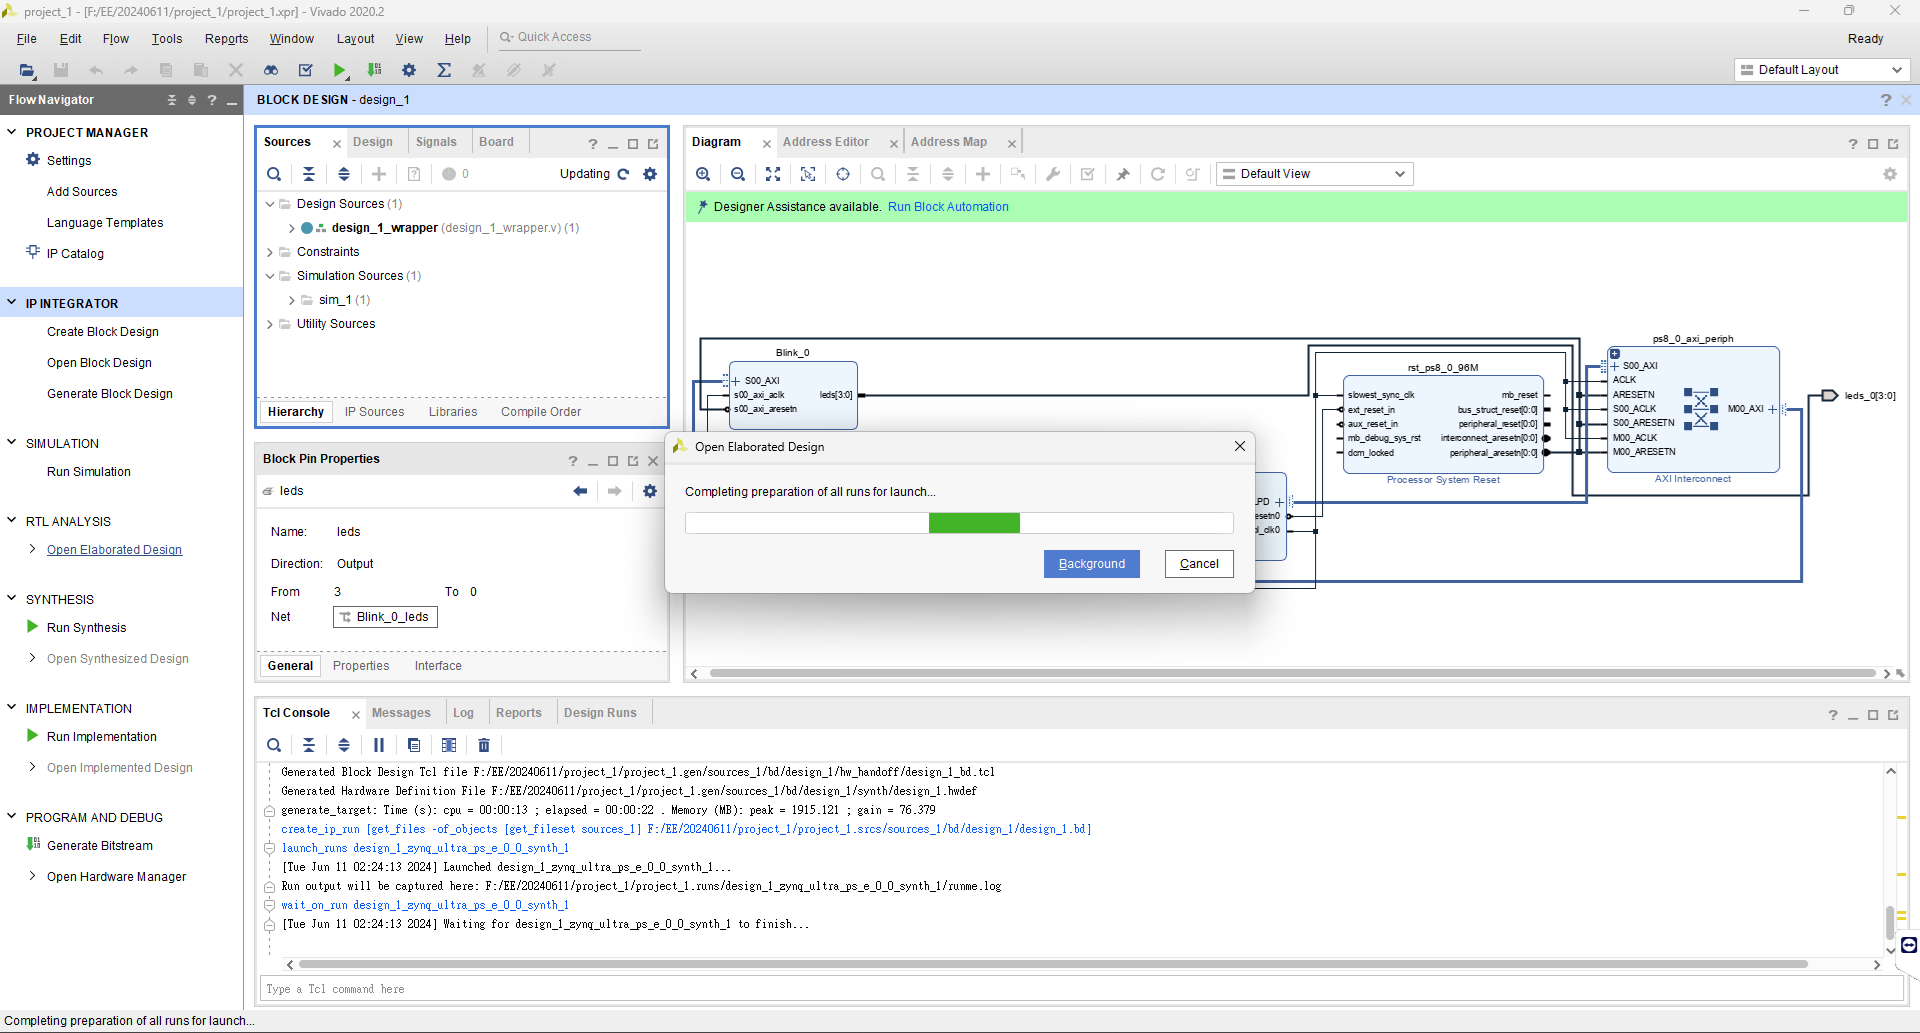 project_1 - [F:/EE/20240611/project_1/project_1.xpr] - Vivado 2020.2
File Edit Flow Tools Reports Window Layout View Help Quick Access Ready
Default Layout
Flow Navigator
BLOCK DESIGN - design_1
PROJECT MANAGER
Settings
Add Sources
Language Templates
IP Catalog
IP INTEGRATOR
Create Block Design
Open Block Design
Generate Block Design
SIMULATION
Run Simulation
RTL ANALYSIS
Open Elaborated Design
SYNTHESIS
Run Synthesis
Open Synthesized Design
IMPLEMENTATION
Run Implementation
Open Implemented Design
PROGRAM AND DEBUG
Generate Bitstream
Open Hardware Manager
Sources Design Signals Board
0 Updating
Design Sources (1)
design_1_wrapper (design_1_wrapper.v) (1)
Constraints
Simulation Sources (1)
sim_1 (1)
Utility Sources
Hierarchy IP Sources Libraries Compile Order
Block Pin Properties
leds
Name: leds
Direction: Output
From 3 To 0
Net Blink_0_leds
General Properties Interface
Diagram Address Editor Address Map
Default View
Designer Assistance available. Run Block Automation
Blink_0
S00_AXI
s00_axi_aclk
s00_axi_aresetn
leds[3:0]
rst_ps8_0_96M
slowest_sync_clk
ext_reset_in
aux_reset_in
mb_debug_sys_rst
dcm_locked
mb_reset
bus_struct_reset[0:0]
peripheral_reset[0:0]
interconnect_aresetn[0:0]
peripheral_aresetn[0:0]
Processor System Reset
ps8_0_axi_periph
S00_AXI
ACLK
ARESETN
S00_ACLK
S00_ARESETN
M00_ACLK
M00_ARESETN
M00_AXI
AXI Interconnect
leds_0[3:0]
LPD
esetn0
pl_clk0
Open Elaborated Design
Completing preparation of all runs for launch...
Background Cancel
Tcl Console Messages Log Reports Design Runs
Generated Block Design Tcl file F:/EE/20240611/project_1/project_1.gen/sources_1/bd/design_1/hw_handoff/design_1_bd.tcl
Generated Hardware Definition File F:/EE/20240611/project_1/project_1.gen/sources_1/bd/design_1/synth/design_1.hwdef
generate_target: Time (s): cpu = 00:00:13 ; elapsed = 00:00:22 . Memory (MB): peak = 1915.121 ; gain = 76.379
create_ip_run [get_files -of_objects [get_fileset sources_1] F:/EE/20240611/project_1/project_1.srcs/sources_1/bd/design_1/design_1.bd]
launch_runs design_1_zynq_ultra_ps_e_0_0_synth_1
[Tue Jun 11 02:24:13 2024] Launched design_1_zynq_ultra_ps_e_0_0_synth_1...
Run output will be captured here: F:/EE/20240611/project_1/project_1.runs/design_1_zynq_ultra_ps_e_0_0_synth_1/runme.log
wait_on_run design_1_zynq_ultra_ps_e_0_0_synth_1
[Tue Jun 11 02:24:13 2024] Waiting for design_1_zynq_ultra_ps_e_0_0_synth_1 to finish...
Type a Tcl command here
Completing preparation of all runs for launch...